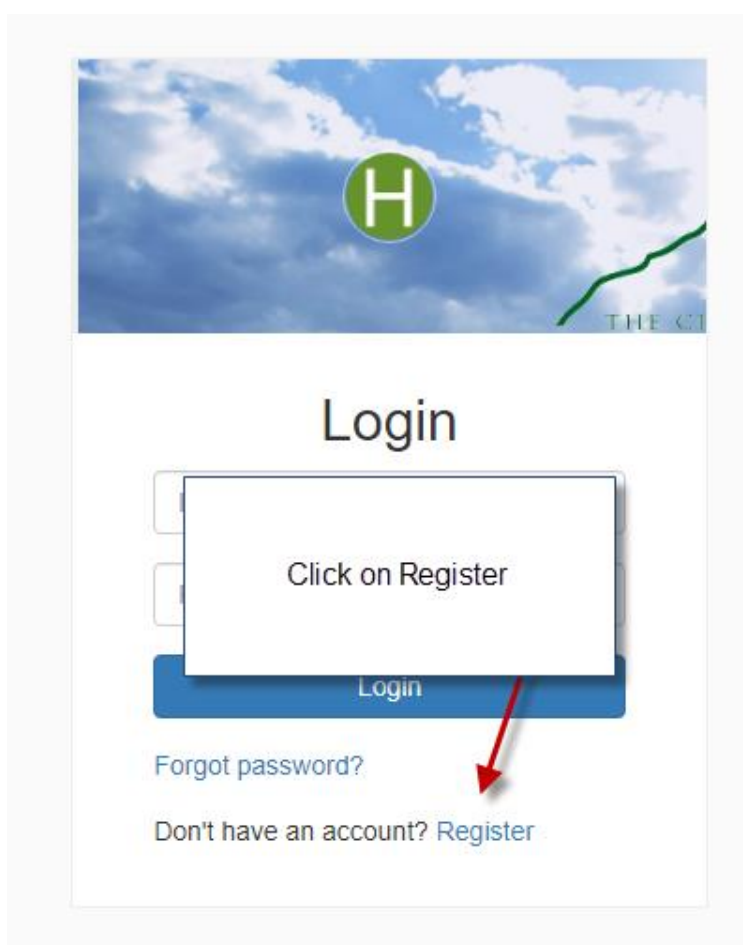 H
THE
Login
Click on Register
Login
Forgot password?
Don't have an account? Register